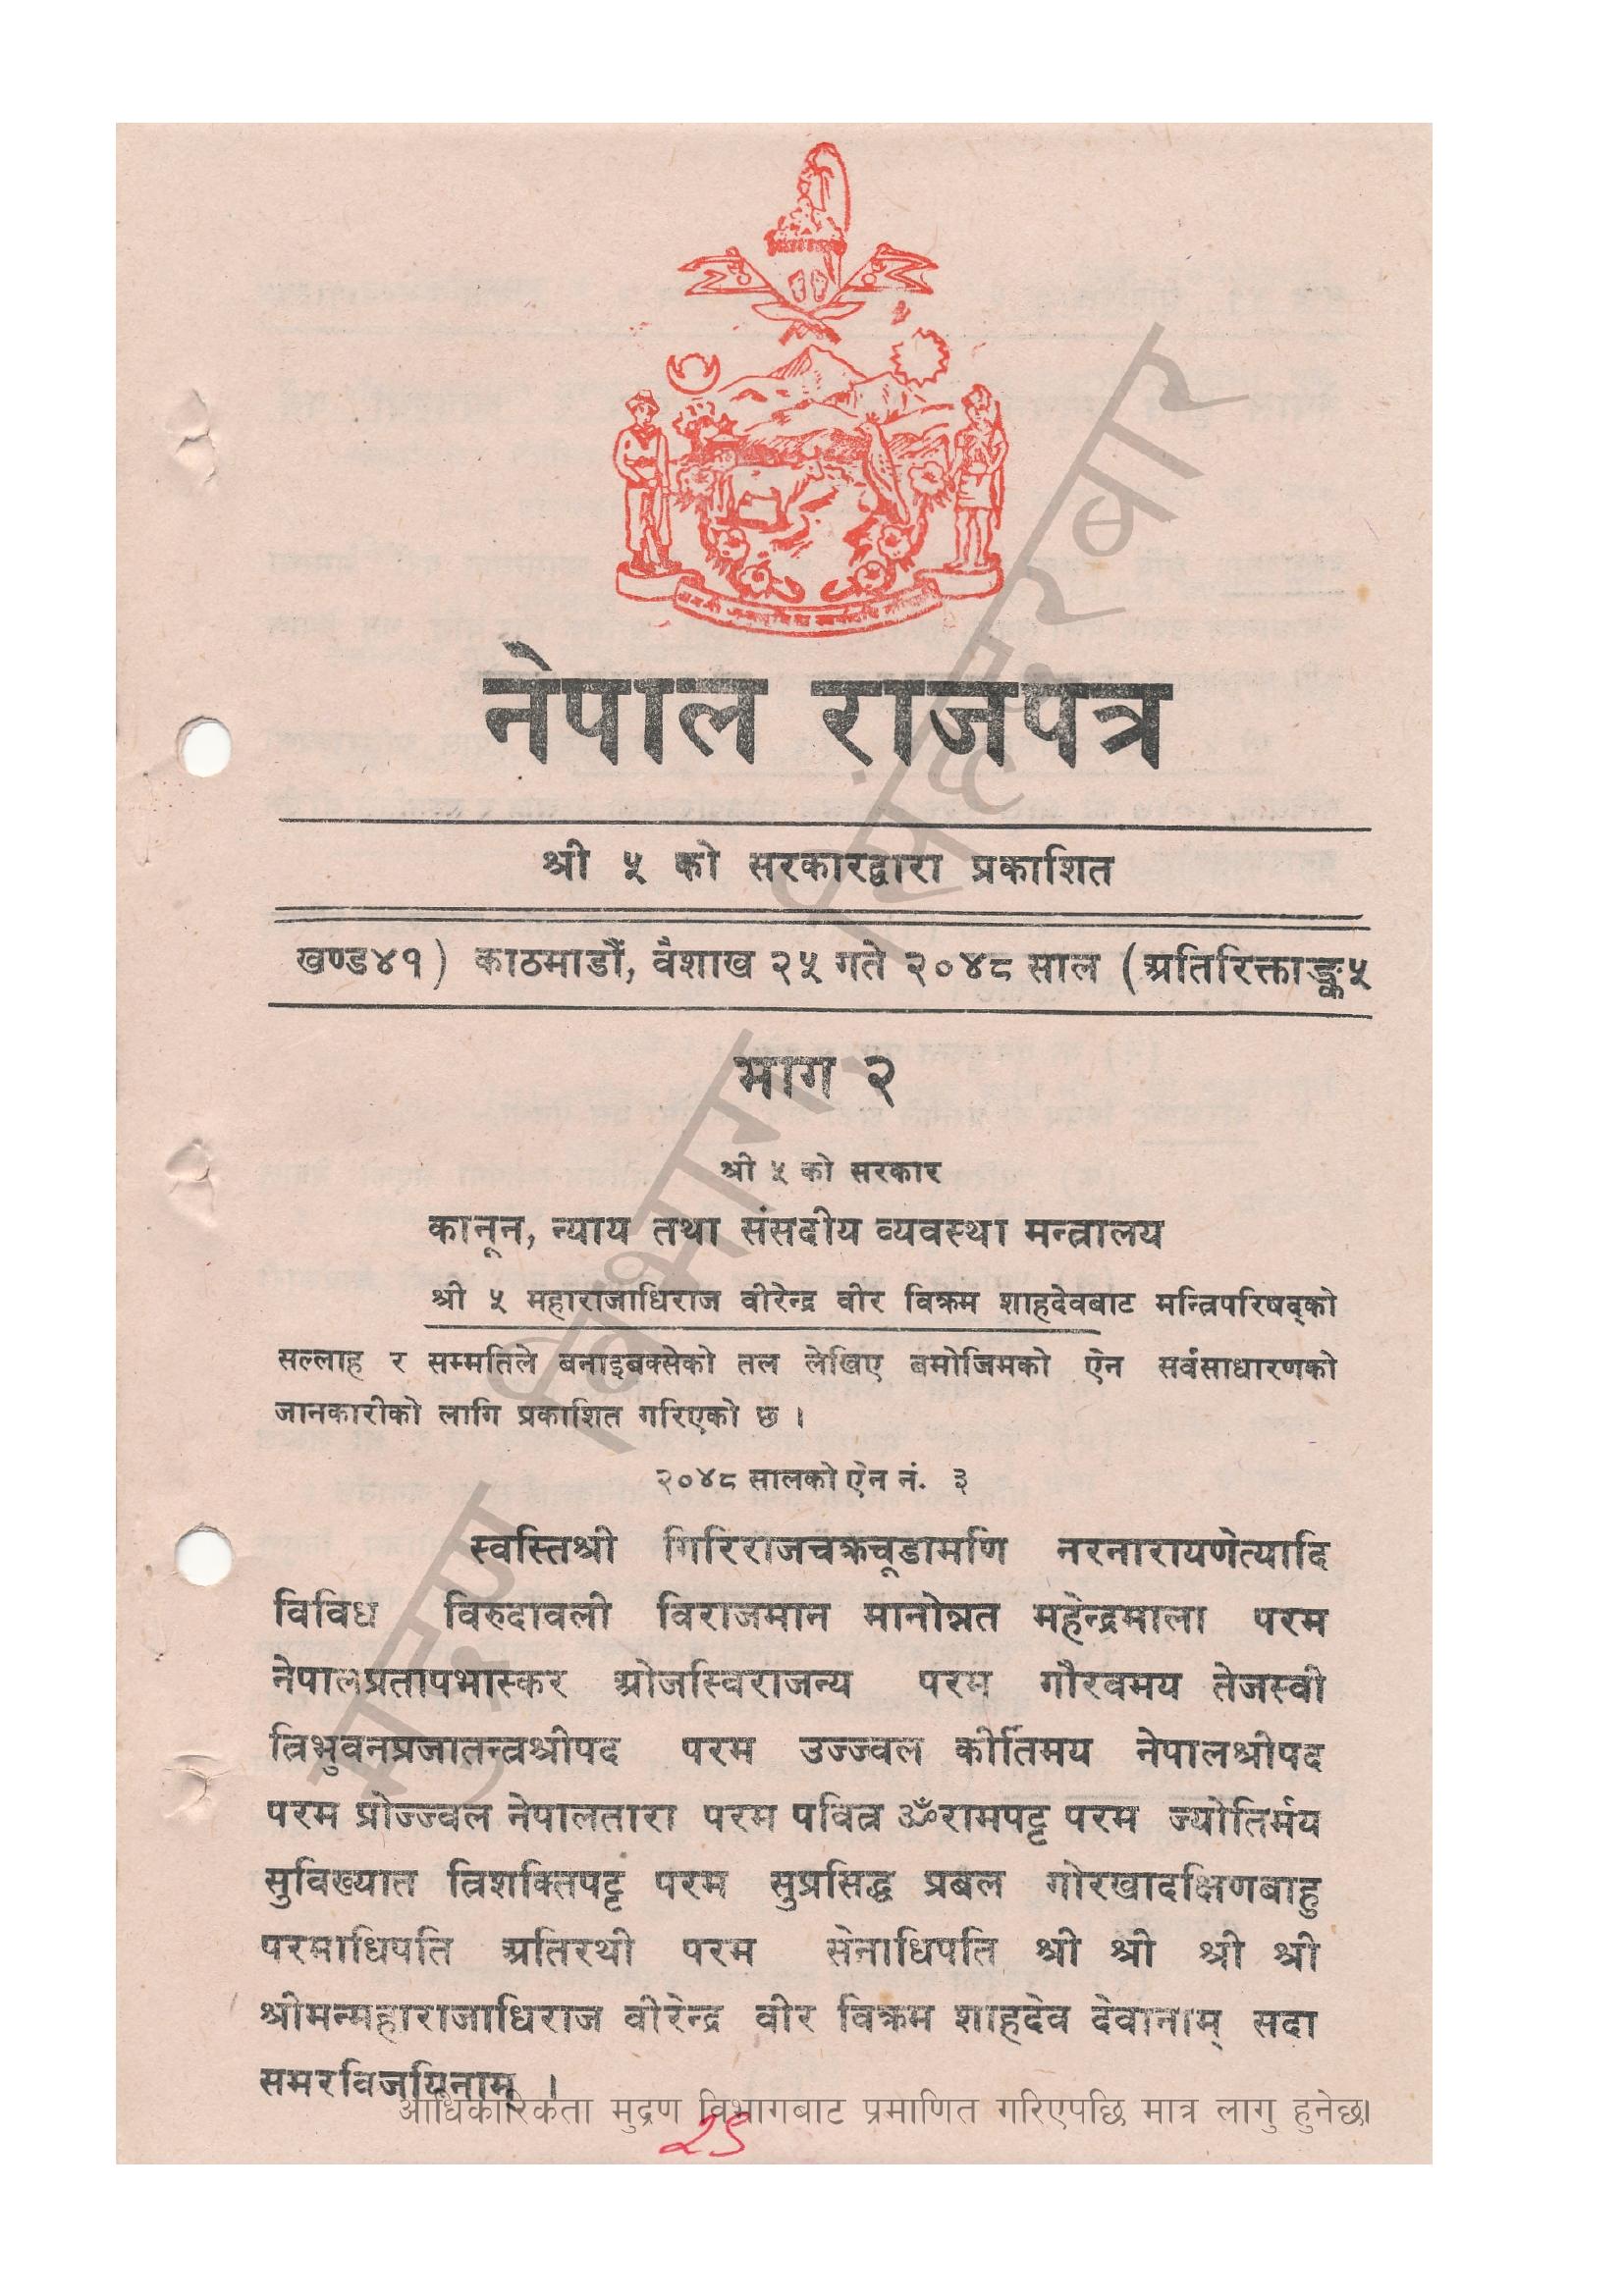 नेपाल राजपत्र
श्री ५ को सरकारद्वारा प्रकाशित
खण्ड४१) काठमाडौं, वैशाख २५ गते २०४८ साल (अतिरिक्ताङ्क५
भाग २
श्री ५ को सरकार
कानून, न्याय तथा संसदीय व्यवस्था मन्त्रालय
श्री ५ महाराजाधिराज वीरेन्द्र वीर विक्रम शाहदेवबाट मन्त्रिपरिषद्को
सल्लाह र सम्मतिले बनाइबक्सेको तल लेखिए बमोजिमको ऐन सर्वसाधारणको
जानकारीको लागि प्रकाशित गरिएको छ ।
२०४८ सालको ऐन नं. ३
स्वस्तिश्री गिरिराजचक्रचूडामणि नरनारायणेत्यादि
विविध विरुदावली विराजमान मानोन्नत महेन्द्रमाला परम
नेपालप्रतापभास्कर ओजस्विराजन्य परम गौरवमय तेजस्वी
त्रिभुवनप्रजातन्त्रश्रीपद परम उज्ज्वल कीर्तिमय नेपालश्रीपद
परम प्रोज्ज्वल नेपालतारा परम पवित्र ॐरामपट्ट परम ज्योतिर्मय
सुविख्यात त्रिशक्तिपट्ट परम सुप्रसिद्ध प्रबल गोरखादक्षिणबाहु
परमाधिपति अतिरथी परम सेनाधिपति श्री श्री श्री श्री
श्रीमन्महाराजाधिराज वीरेन्द्र वीर विक्रम शाहदेव देवानाम् सदा
समरविजयिनाम् ।
आधिकारिकता मुद्रण विभागबाट प्रमाणित गरिएपछि मात्र लागु हुनेछ।
मुद्रण विभाग, सिंहदरबार